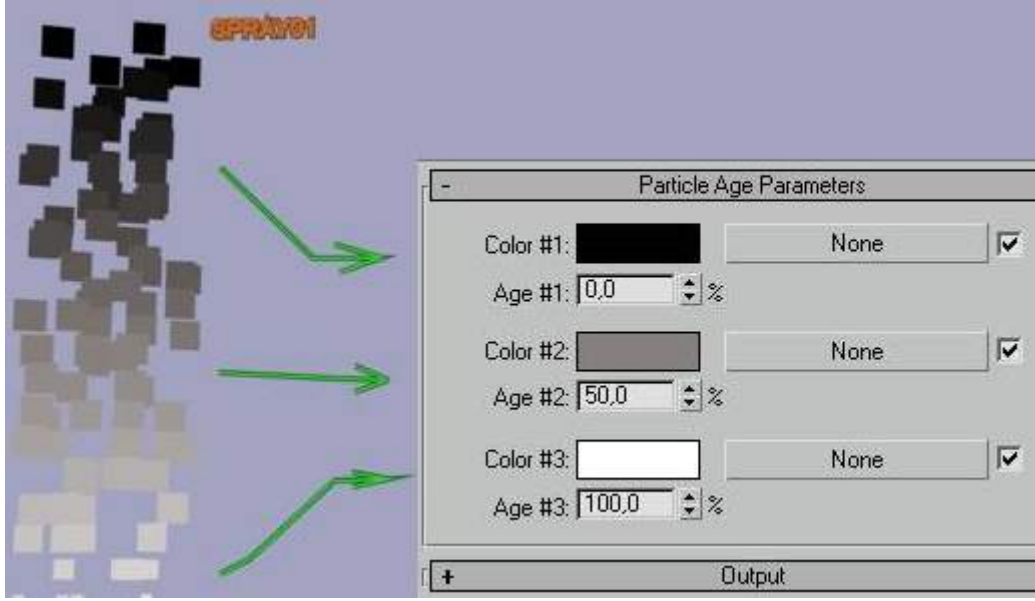 SPRAY01
- Particle Age Parameters
Color #1: None
Age #1: 0,0 %
Color #2: None
Age #2: 50,0 %
Color #3: None
Age #3: 100,0 %
+ Output